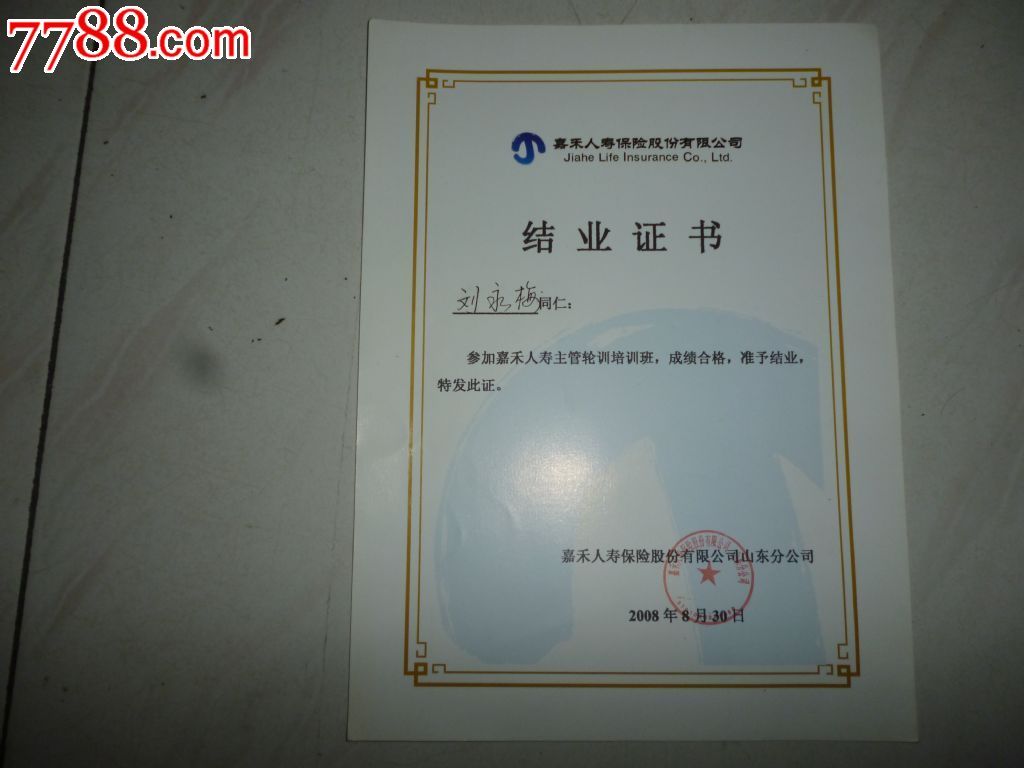 7788.com
嘉禾人寿保险股份有限公司
Jiahe Life Insurance Co., Ltd.
结业证书
刘永梅同仁：
参加嘉禾人寿主管轮训培训班，成绩合格，准予结业，
特发此证。
嘉禾人寿保险股份有限公司山东分公司
2008年8月30日